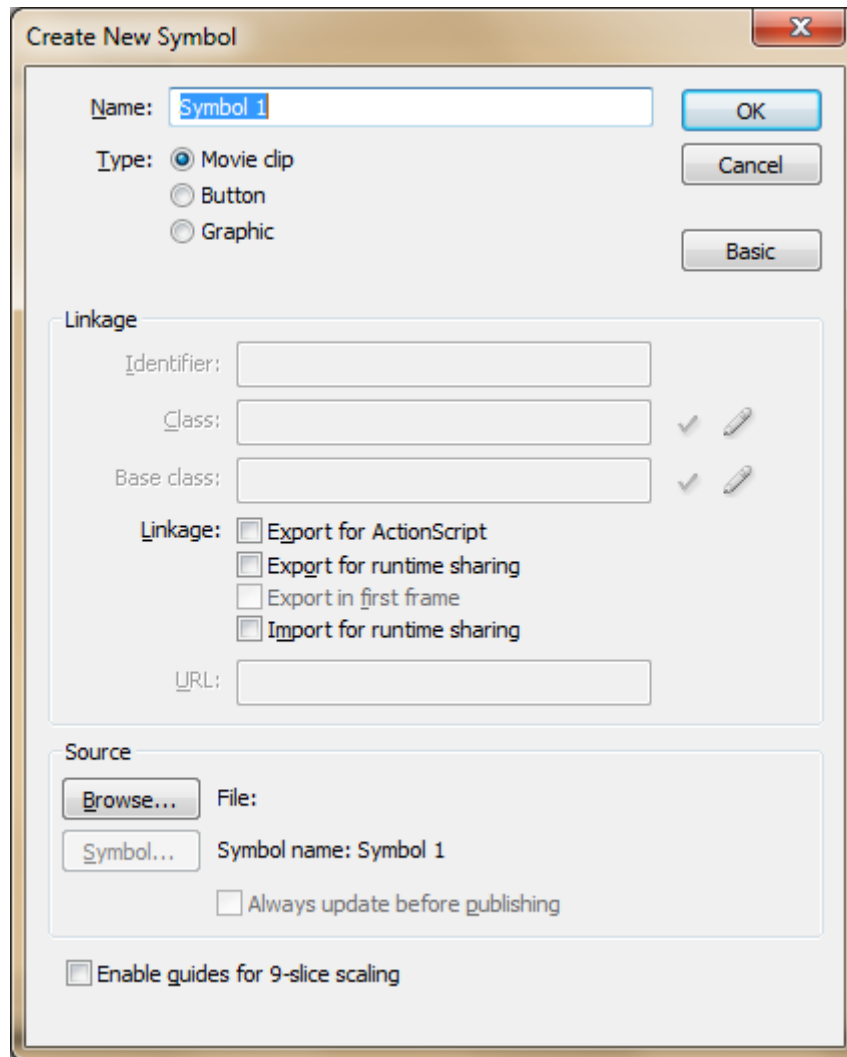 Create New Symbol
Name: Symbol 1
OK
Type: Movie clip
Cancel
Button
Graphic
Basic
Linkage
Identifier:
Class:
Base class:
Linkage: Export for ActionScript
Export for runtime sharing
Export in first frame
Import for runtime sharing
URL:
Source
Browse... File:
Symbol... Symbol name: Symbol 1
Always update before publishing
Enable guides for 9-slice scaling